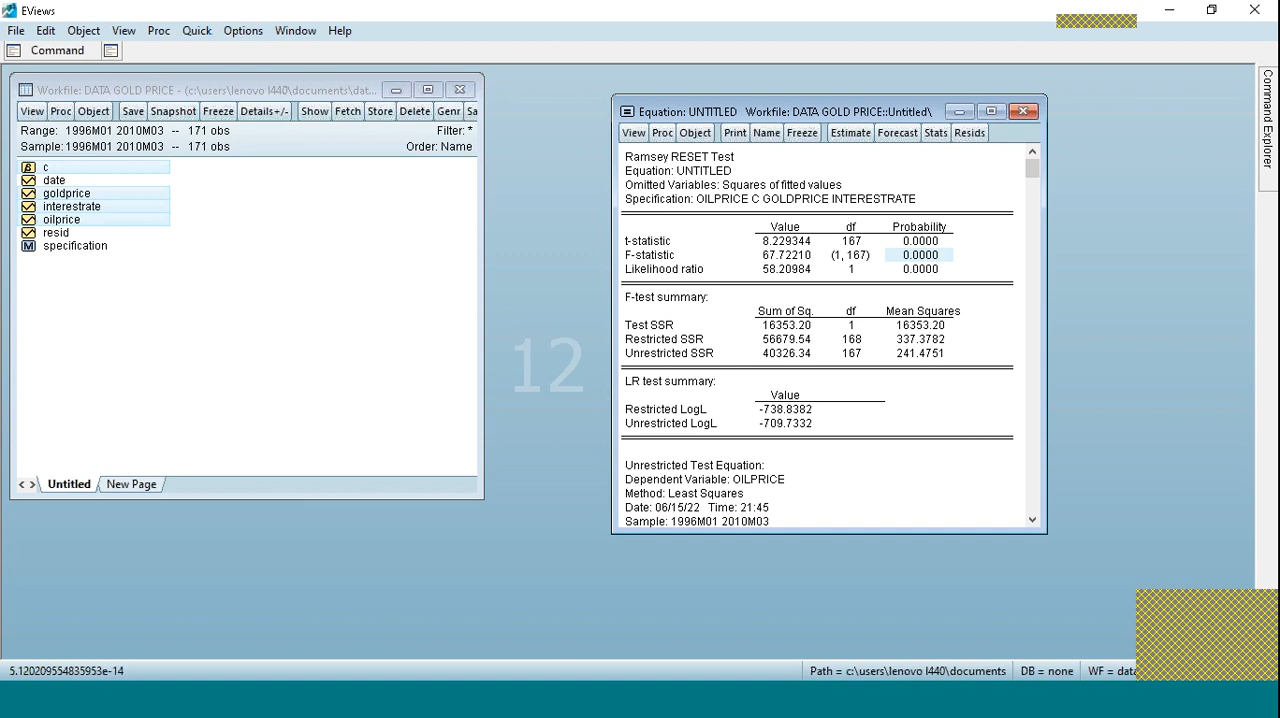 EViews
File Edit Object View Proc Quick Options Window Help
Command
Command Explorer
Workfile: DATA GOLD PRICE - (c:\users\lenovo l440\documents\dat...
View Proc Object Save Snapshot Freeze Details+/- Show Fetch Store Delete Genr Sa
Range: 1996M01 2010M03 -- 171 obs Filter: *
Sample: 1996M01 2010M03 -- 171 obs Order: Name
β c
date
goldprice
interestrate
oilprice
resid
M specification
< > Untitled New Page
12
Equation: UNTITLED Workfile: DATA GOLD PRICE::Untitled\
View Proc Object Print Name Freeze Estimate Forecast Stats Resids
Ramsey RESET Test
Equation: UNTITLED
Omitted Variables: Squares of fitted values
Specification: OILPRICE C GOLDPRICE INTERESTRATE
Value df Probability
t-statistic 8.229344 167 0.0000
F-statistic 67.72210 (1, 167) 0.0000
Likelihood ratio 58.20984 1 0.0000
F-test summary:
Sum of Sq. df Mean Squares
Test SSR 16353.20 1 16353.20
Restricted SSR 56679.54 168 337.3782
Unrestricted SSR 40326.34 167 241.4751
LR test summary:
Value
Restricted LogL -738.8382
Unrestricted LogL -709.7332
Unrestricted Test Equation:
Dependent Variable: OILPRICE
Method: Least Squares
Date: 06/15/22 Time: 21:45
Sample: 1996M01 2010M03
5.120209554835953e-14 Path = c:\users\lenovo l440\documents DB = none WF = data